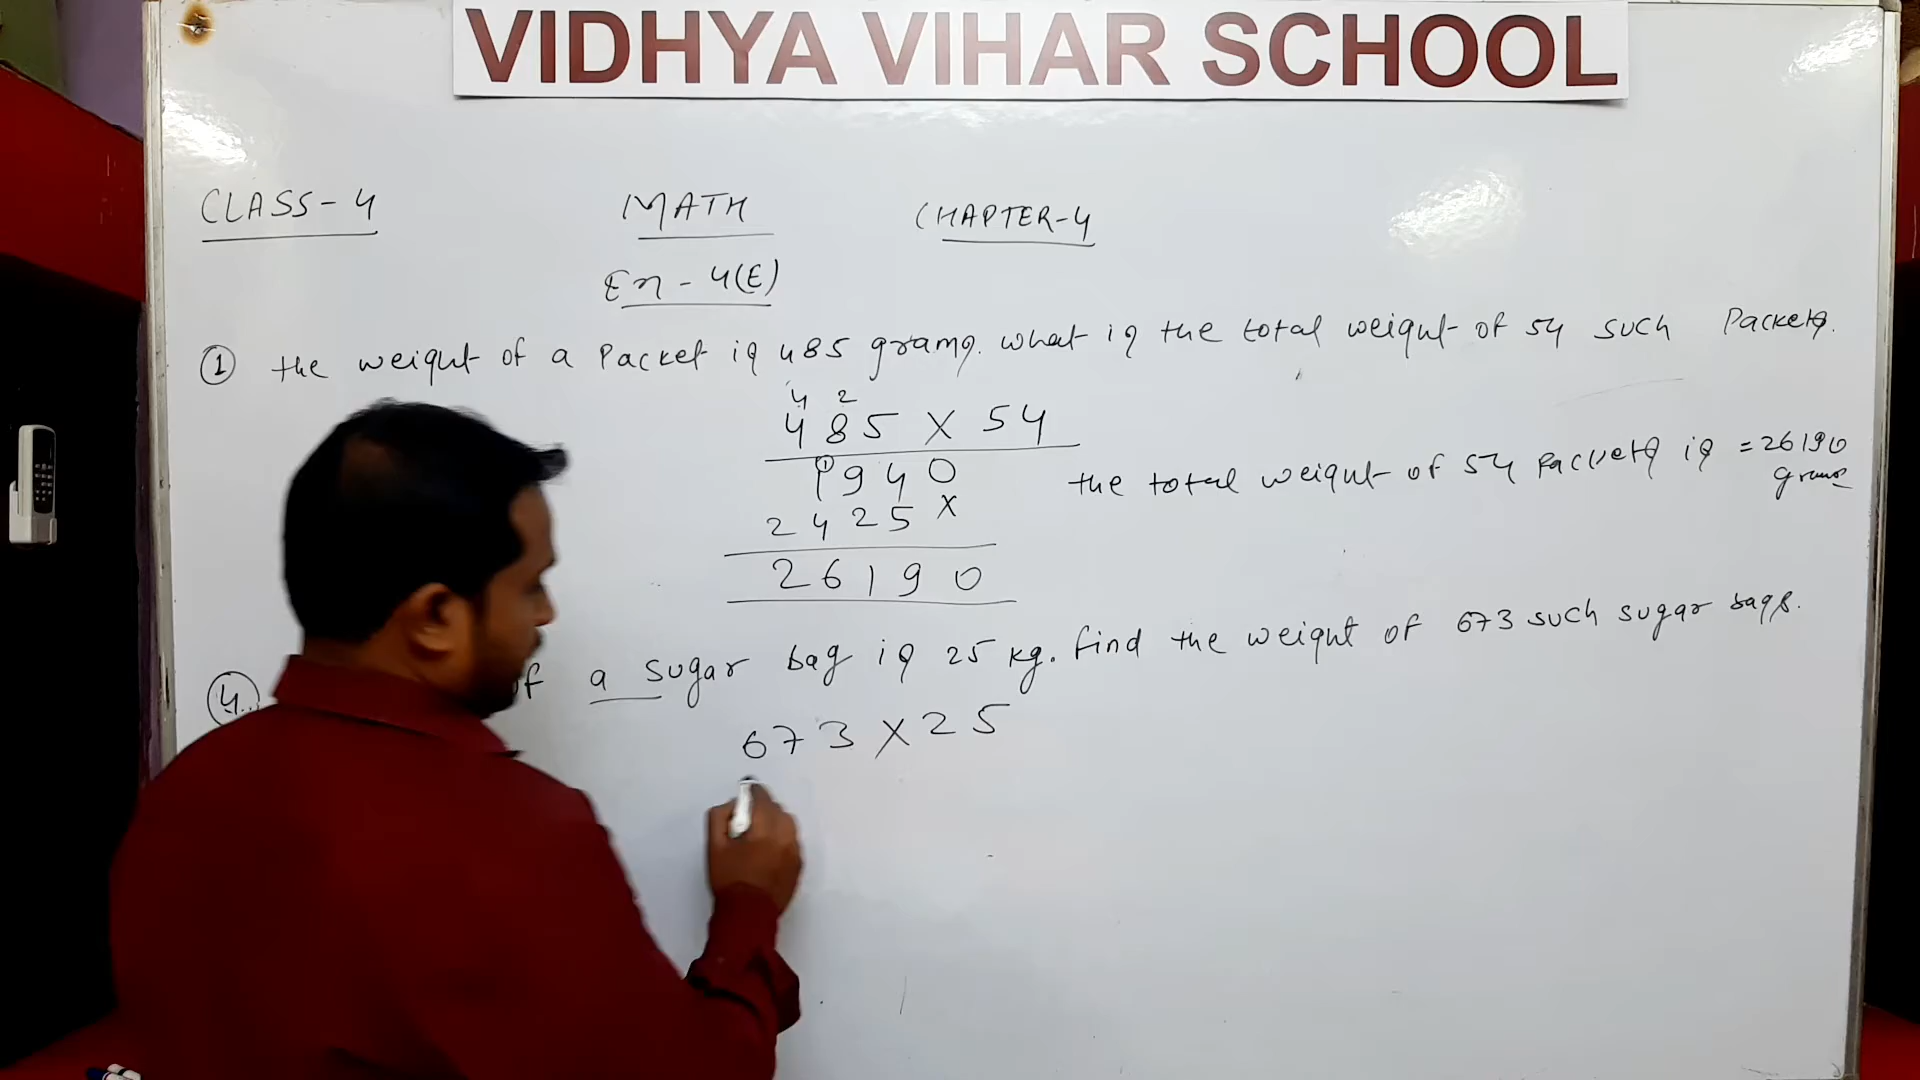 VIDHYA VIHAR SCHOOL
CLASS-4 MATH CHAPTER-4
Ex - 4(E)
① the weight of a Packet is 485 grams. what is the total weight of 54 such Packets.
4 2
485 X 54
1940
2425X
26190
the total weight of 54 Packets is = 26190
grams
④ of a sugar bag is 25 kg. find the weight of 673 such sugar bags.
673 X 25